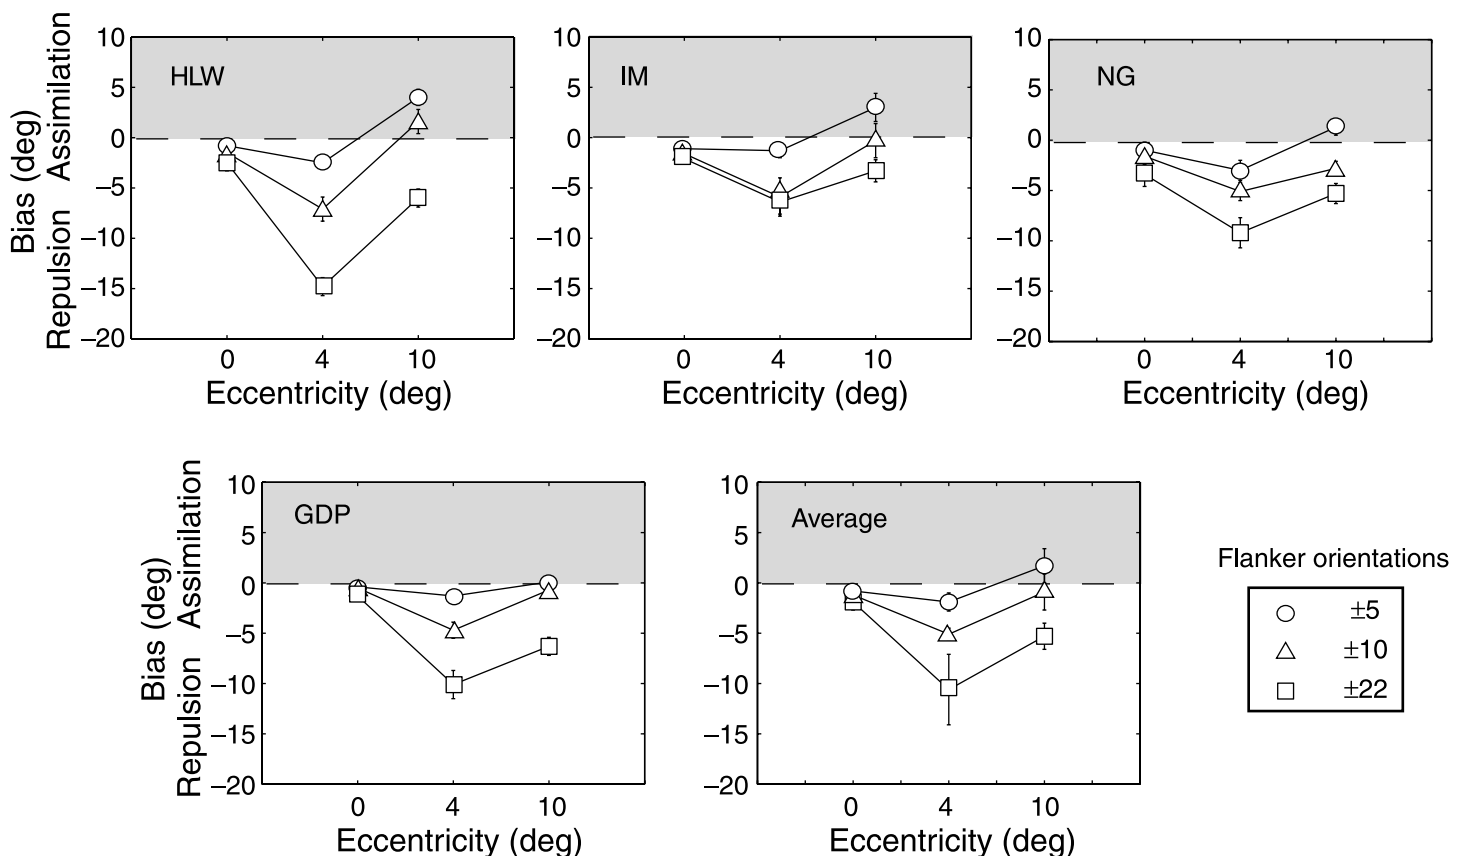 Bias (deg)
Repulsion Assimilation
10
5
0
−5
−10
−15
−20
HLW
0 4 10
Eccentricity (deg)
10
5
0
−5
−10
−15
−20
IM
0 4 10
Eccentricity (deg)
10
5
0
−5
−10
−15
−20
NG
0 4 10
Eccentricity (deg)
Bias (deg)
Repulsion Assimilation
10
5
0
−5
−10
−15
−20
GDP
0 4 10
Eccentricity (deg)
10
5
0
−5
−10
−15
−20
Average
0 4 10
Eccentricity (deg)
Flanker orientations
±5
±10
±22